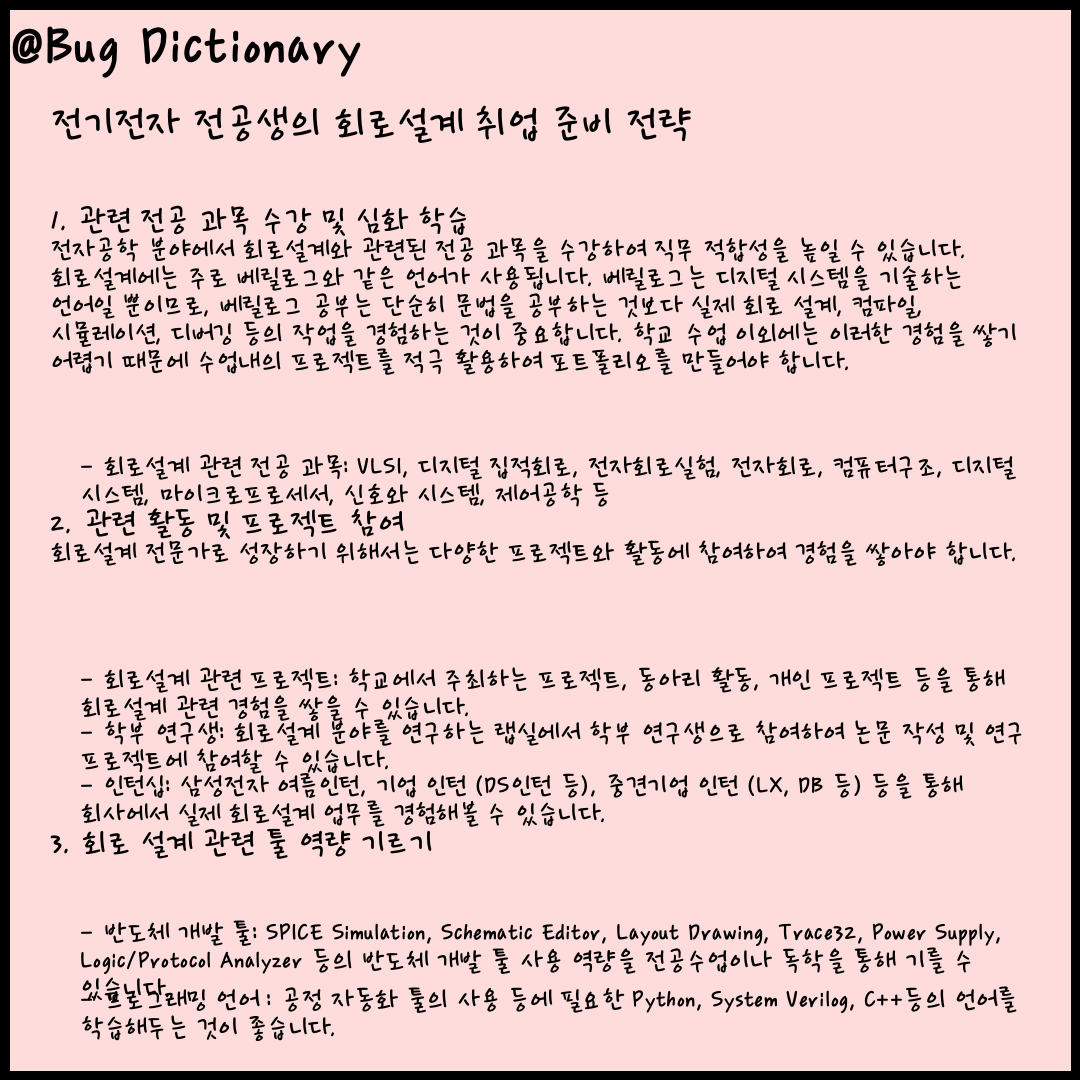 @Bug Dictionary
전기전자 전공생의 회로설계 취업 준비 전략
1. 관련 전공 과목 수강 및 심화 학습
전자공학 분야에서 회로설계와 관련된 전공 과목을 수강하여 직무 적합성을 높일 수 있습니다.
회로설계에는 주로 베릴로그와 같은 언어가 사용됩니다. 베릴로그는 디지털 시스템을 기술하는
언어일 뿐이므로, 베릴로그 공부는 단순히 문법을 공부하는 것보다 실제 회로 설계, 컴파일,
시뮬레이션, 디버깅 등의 작업을 경험하는 것이 중요합니다. 학교 수업 이외에는 이러한 경험을 쌓기
어렵기 때문에 수업내의 프로젝트를 적극 활용하여 포트폴리오를 만들어야 합니다.
- 회로설계 관련 전공 과목: VLSI, 디지털 집적회로, 전자회로실험, 전자회로, 컴퓨터구조, 디지털
시스템, 마이크로프로세서, 신호와 시스템, 제어공학 등
2. 관련 활동 및 프로젝트 참여
회로설계 전문가로 성장하기 위해서는 다양한 프로젝트와 활동에 참여하여 경험을 쌓아야 합니다.
- 회로설계 관련 프로젝트: 학교에서 주최하는 프로젝트, 동아리 활동, 개인 프로젝트 등을 통해
회로설계 관련 경험을 쌓을 수 있습니다.
- 학부 연구생: 회로설계 분야를 연구하는 랩실에서 학부 연구생으로 참여하여 논문 작성 및 연구
프로젝트에 참여할 수 있습니다.
- 인턴십: 삼성전자 여름인턴, 기업 인턴 (DS인턴 등), 중견기업 인턴 (LX, DB 등) 등을 통해
회사에서 실제 회로설계 업무를 경험해볼 수 있습니다.
3. 회로 설계 관련 툴 역량 기르기
- 반도체 개발 툴: SPICE Simulation, Schematic Editor, Layout Drawing, Trace32, Power Supply,
Logic/Protocol Analyzer 등의 반도체 개발 툴 사용 역량을 전공수업이나 독학을 통해 기를 수
있습니다.
- 프로그래밍 언어 : 공정 자동화 툴의 사용 등에 필요한 Python, System Verilog, C++등의 언어를
학습해두는 것이 좋습니다.